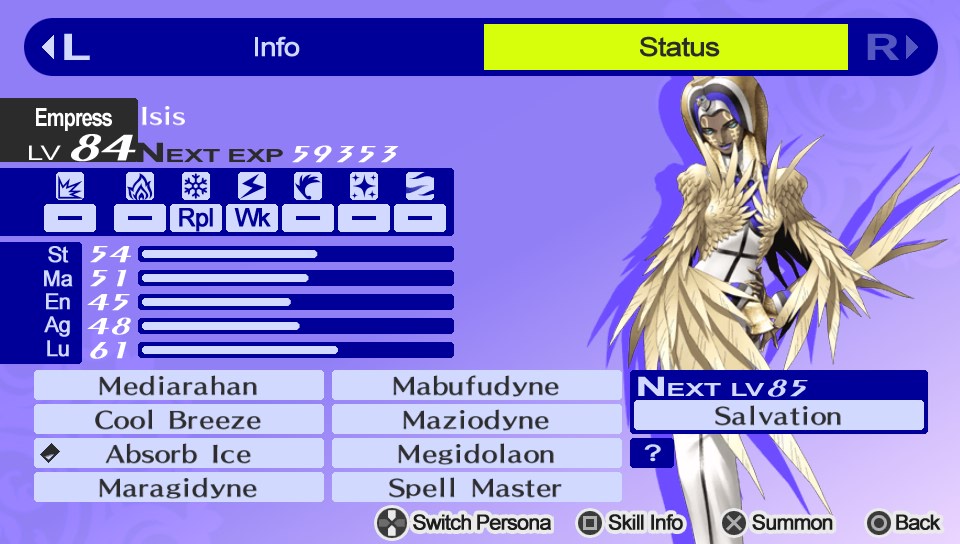 L Info Status R
Empress Isis
LV 84 NEXT EXP 59353
— — Rpl Wk — — —
St 54
Ma 51
En 45
Ag 48
Lu 61
Mediarahan Mabufudyne NEXT LV 85
Cool Breeze Maziodyne Salvation
Absorb Ice Megidolaon ?
Maragidyne Spell Master
Switch Persona Skill Info Summon Back